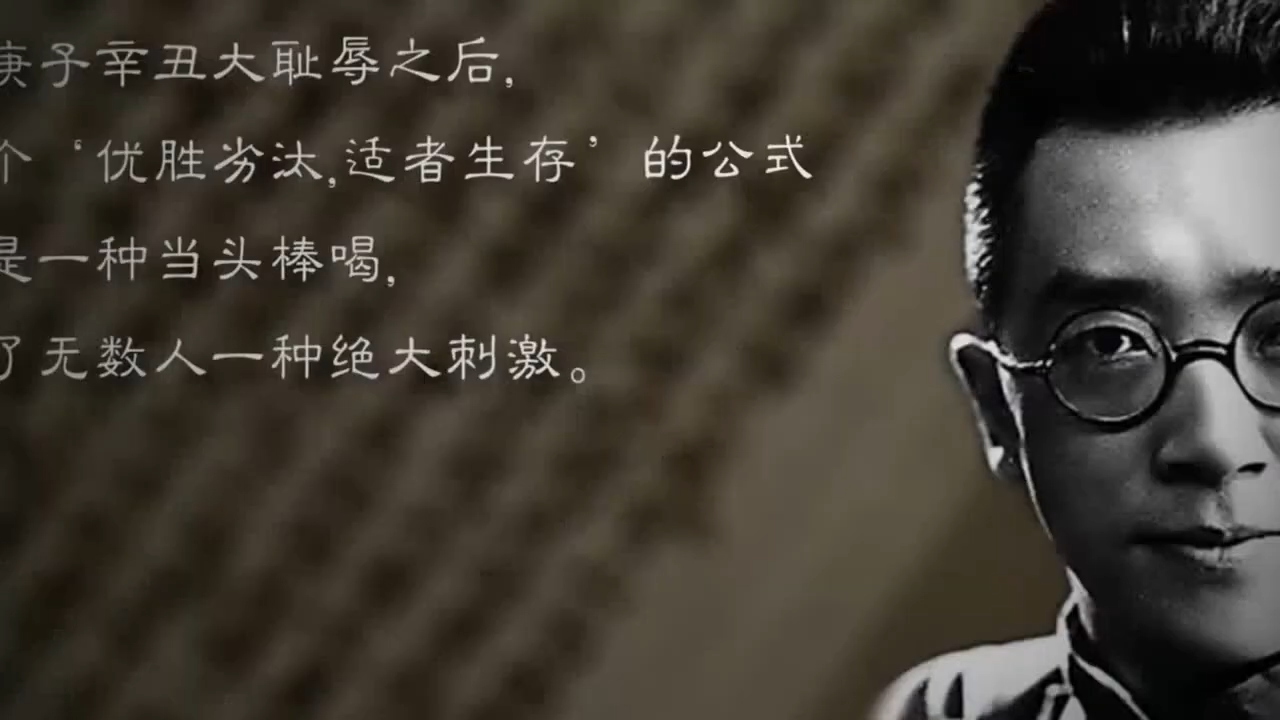 庚子辛丑大耻辱之后,
个‘优胜劣汰,适者生存’的公式
是一种当头棒喝,
了无数人一种绝大刺激。